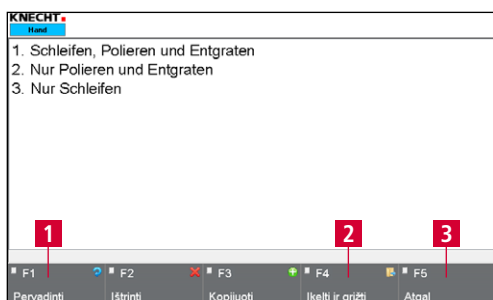 KNECHT
Hand
1. Schleifen, Polieren und Entgraten
2. Nur Polieren und Entgraten
3. Nur Schleifen
1 2 3
F1 F2 F3 F4 F5
Pervadinti Ištrinti Kopijuoti Įkelti ir grįžti Atgal